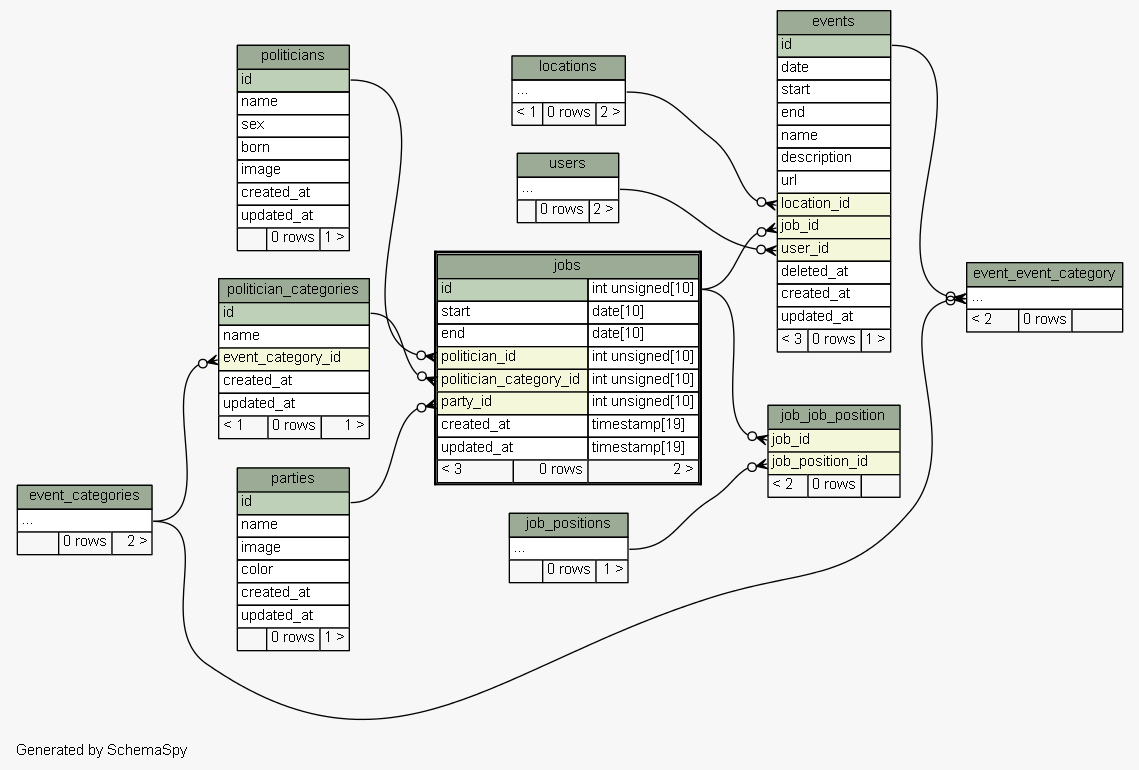 politicians
id
name
sex
born
image
created_at
updated_at
0 rows 1 >
locations
...
< 1 0 rows 2 >
users
...
0 rows 2 >
events
id
date
start
end
name
description
url
location_id
job_id
user_id
deleted_at
created_at
updated_at
< 3 0 rows 1 >
event_event_category
...
< 2 0 rows
politician_categories
id
name
event_category_id
created_at
updated_at
< 1 0 rows 1 >
jobs
id int unsigned[10]
start date[10]
end date[10]
politician_id int unsigned[10]
politician_category_id int unsigned[10]
party_id int unsigned[10]
created_at timestamp[19]
updated_at timestamp[19]
< 3 0 rows 2 >
job_job_position
job_id
job_position_id
< 2 0 rows
event_categories
...
0 rows 2 >
parties
id
name
image
color
created_at
updated_at
0 rows 1 >
job_positions
...
0 rows 1 >
Generated by SchemaSpy